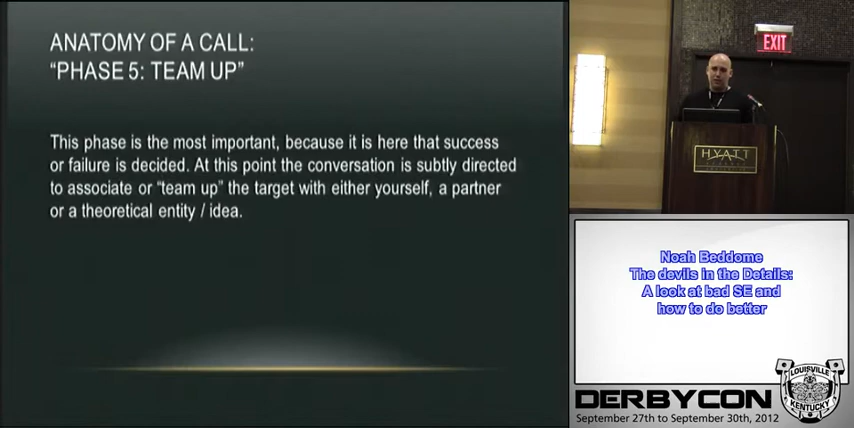 ANATOMY OF A CALL:
“PHASE 5: TEAM UP”
This phase is the most important, because it is here that success
or failure is decided. At this point the conversation is subtly directed
to associate or “team up” the target with either yourself, a partner
or a theoretical entity / idea.
EXIT
HYATT
Noah Beddome
The devils in the Details:
A look at bad SE and
how to do better
DERBYCON
September 27th to September 30th, 2012
LOUISVILLE
KENTUCKY